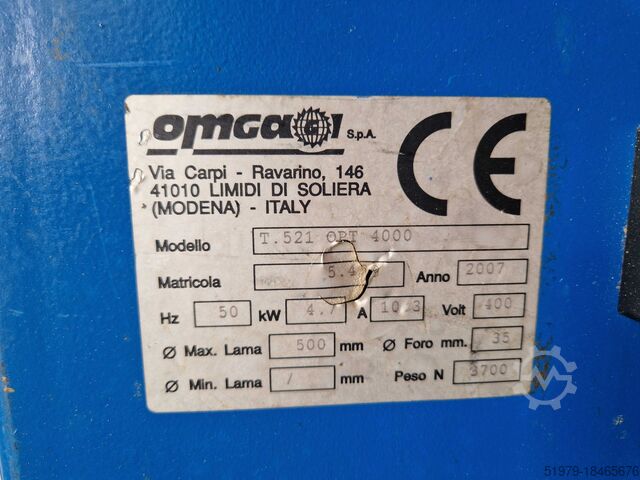 omga S.p.A.
Via Carpi - Ravarino, 146
41010 LIMIDI DI SOLIERA
(MODENA) - ITALY
CE
Modello T.521 OPT 4000
Matricola Anno 2007
Hz 50 kW 4.7 A 10.3 Volt 400
Ø Max. Lama 500 mm Ø Foro mm. 35
Ø Min. Lama / mm Peso N 3700
51979-18465676